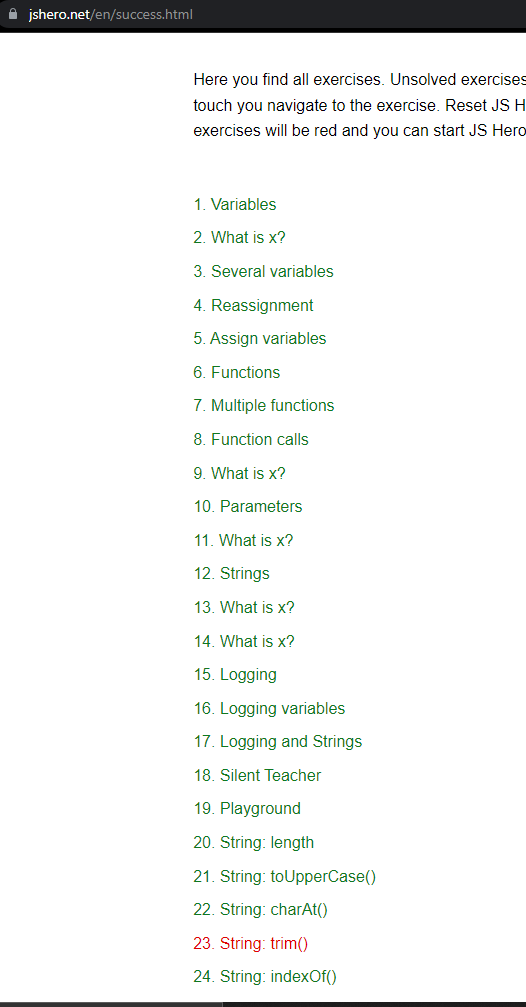 jshero.net/en/success.html
Here you find all exercises. Unsolved exercises
touch you navigate to the exercise. Reset JS H
exercises will be red and you can start JS Hero
1. Variables
2. What is x?
3. Several variables
4. Reassignment
5. Assign variables
6. Functions
7. Multiple functions
8. Function calls
9. What is x?
10. Parameters
11. What is x?
12. Strings
13. What is x?
14. What is x?
15. Logging
16. Logging variables
17. Logging and Strings
18. Silent Teacher
19. Playground
20. String: length
21. String: toUpperCase()
22. String: charAt()
23. String: trim()
24. String: indexOf()